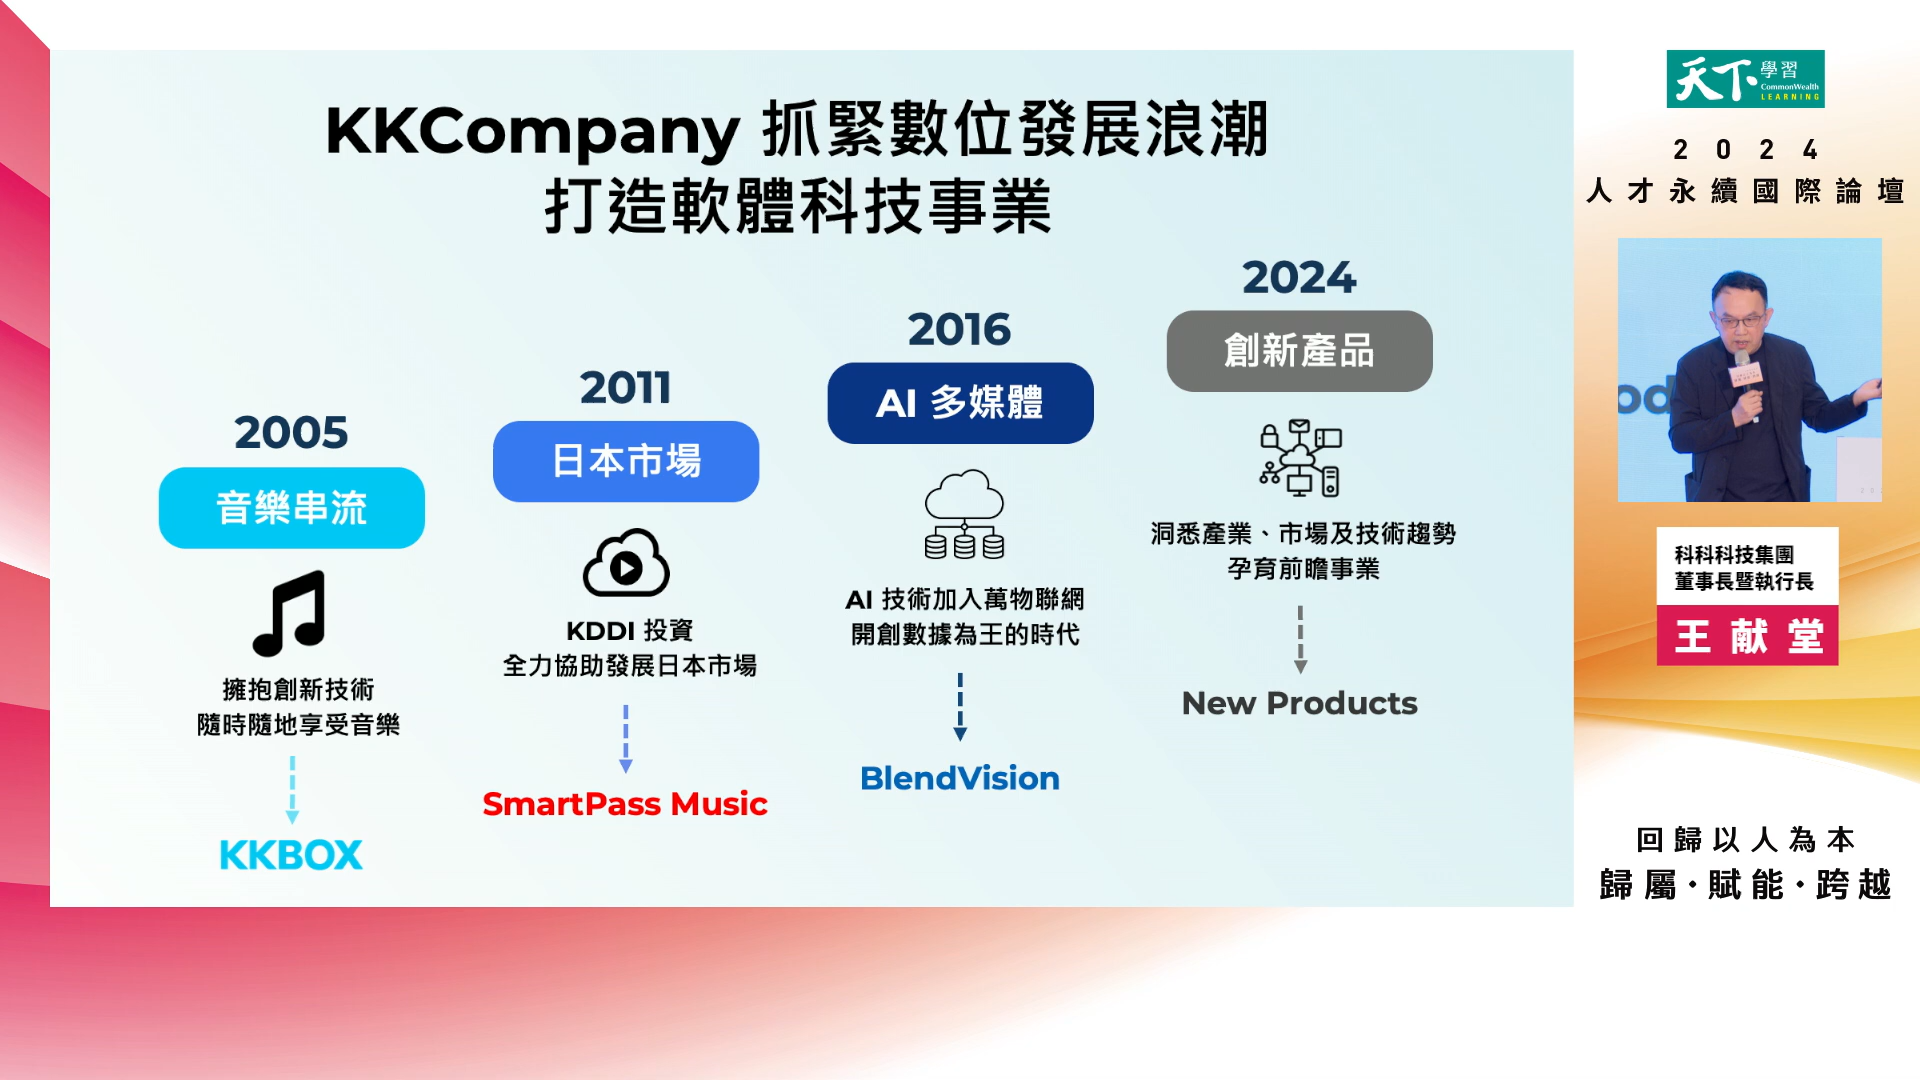 KKCompany 抓緊數位發展浪潮
打造軟體科技事業
2005
音樂串流
擁抱創新技術
隨時隨地享受音樂
KKBOX
2011
日本市場
KDDI 投資
全力協助發展日本市場
SmartPass Music
2016
AI 多媒體
AI 技術加入萬物聯網
開創數據為王的時代
BlendVision
2024
創新產品
洞悉產業、市場及技術趨勢
孕育前瞻事業
New Products
天下學習
CommonWealth
LEARNING
2024
人才永續國際論壇
od
科科科技集團
董事長暨執行長
王献堂
回歸以人為本
歸屬·賦能·跨越